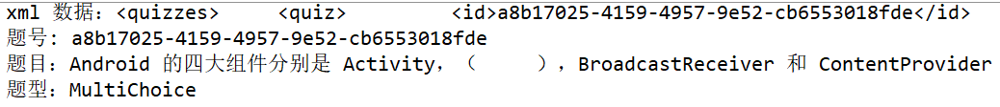 xml 数据：<quizzes>    <quiz>        <id>a8b17025-4159-4957-9e52-cb6553018fde</id>
题号: a8b17025-4159-4957-9e52-cb6553018fde
题目：Android 的四大组件分别是 Activity，（    ），BroadcastReceiver 和 ContentProvider
题型：MultiChoice